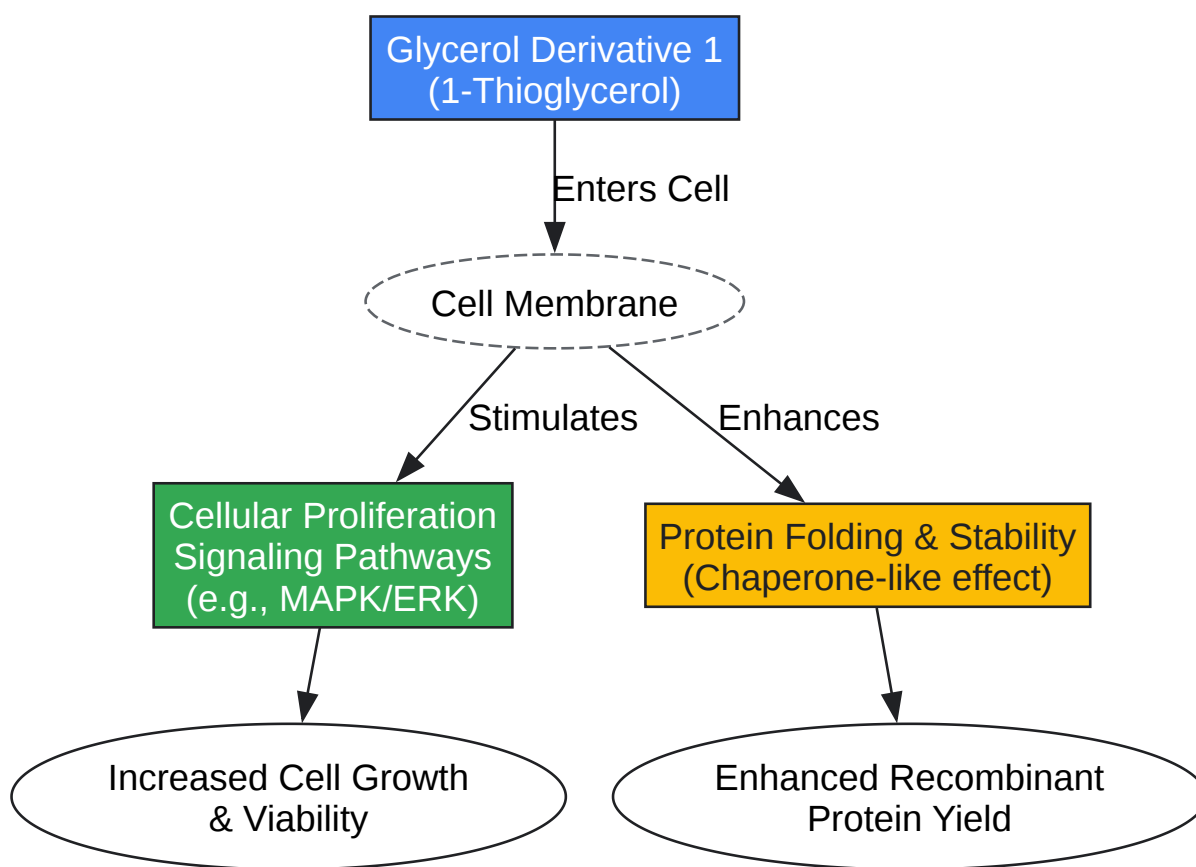 Glycerol Derivative 1
(1-Thioglycerol)
Enters Cell
Cell Membrane
Stimulates
Enhances
Cellular Proliferation
Signaling Pathways
(e.g., MAPK/ERK)
Protein Folding & Stability
(Chaperone-like effect)
Increased Cell Growth
& Viability
Enhanced Recombinant
Protein Yield